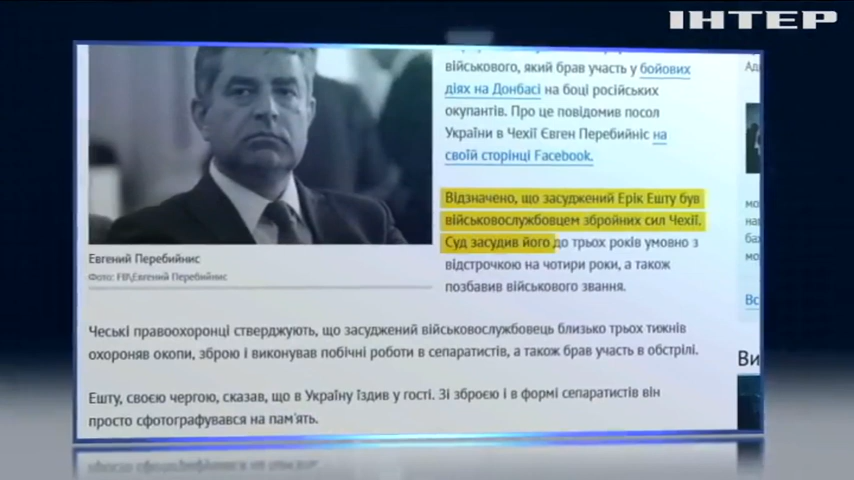 ІНТЕР
військового, який брав участь у бойових
діях на Донбасі на боці російських
окупантів. Про це повідомив посол
України в Чехії Євген Перебийніс на
своїй сторінці Facebook.
Відзначено, що засуджений Ерік Ешту був
військовослужбовцем збройних сил Чехії.
Суд засудив його до трьох років умовно з
відстрочкою на чотири роки, а також
позбавив військового звання.
Евгений Перебийнис
Фото: FB\Евгений Перебийнис
Чеські правоохоронці стверджують, що засуджений військовослужбовець близько трьох тижнів
охороняв окопи, зброю і виконував побічні роботи в сепаратистів, а також брав участь в обстрілі.
Ешту, своєю чергою, сказав, що в Україну їздив у гості. Зі зброєю і в формі сепаратистів він
просто сфотографувався на пам'ять.